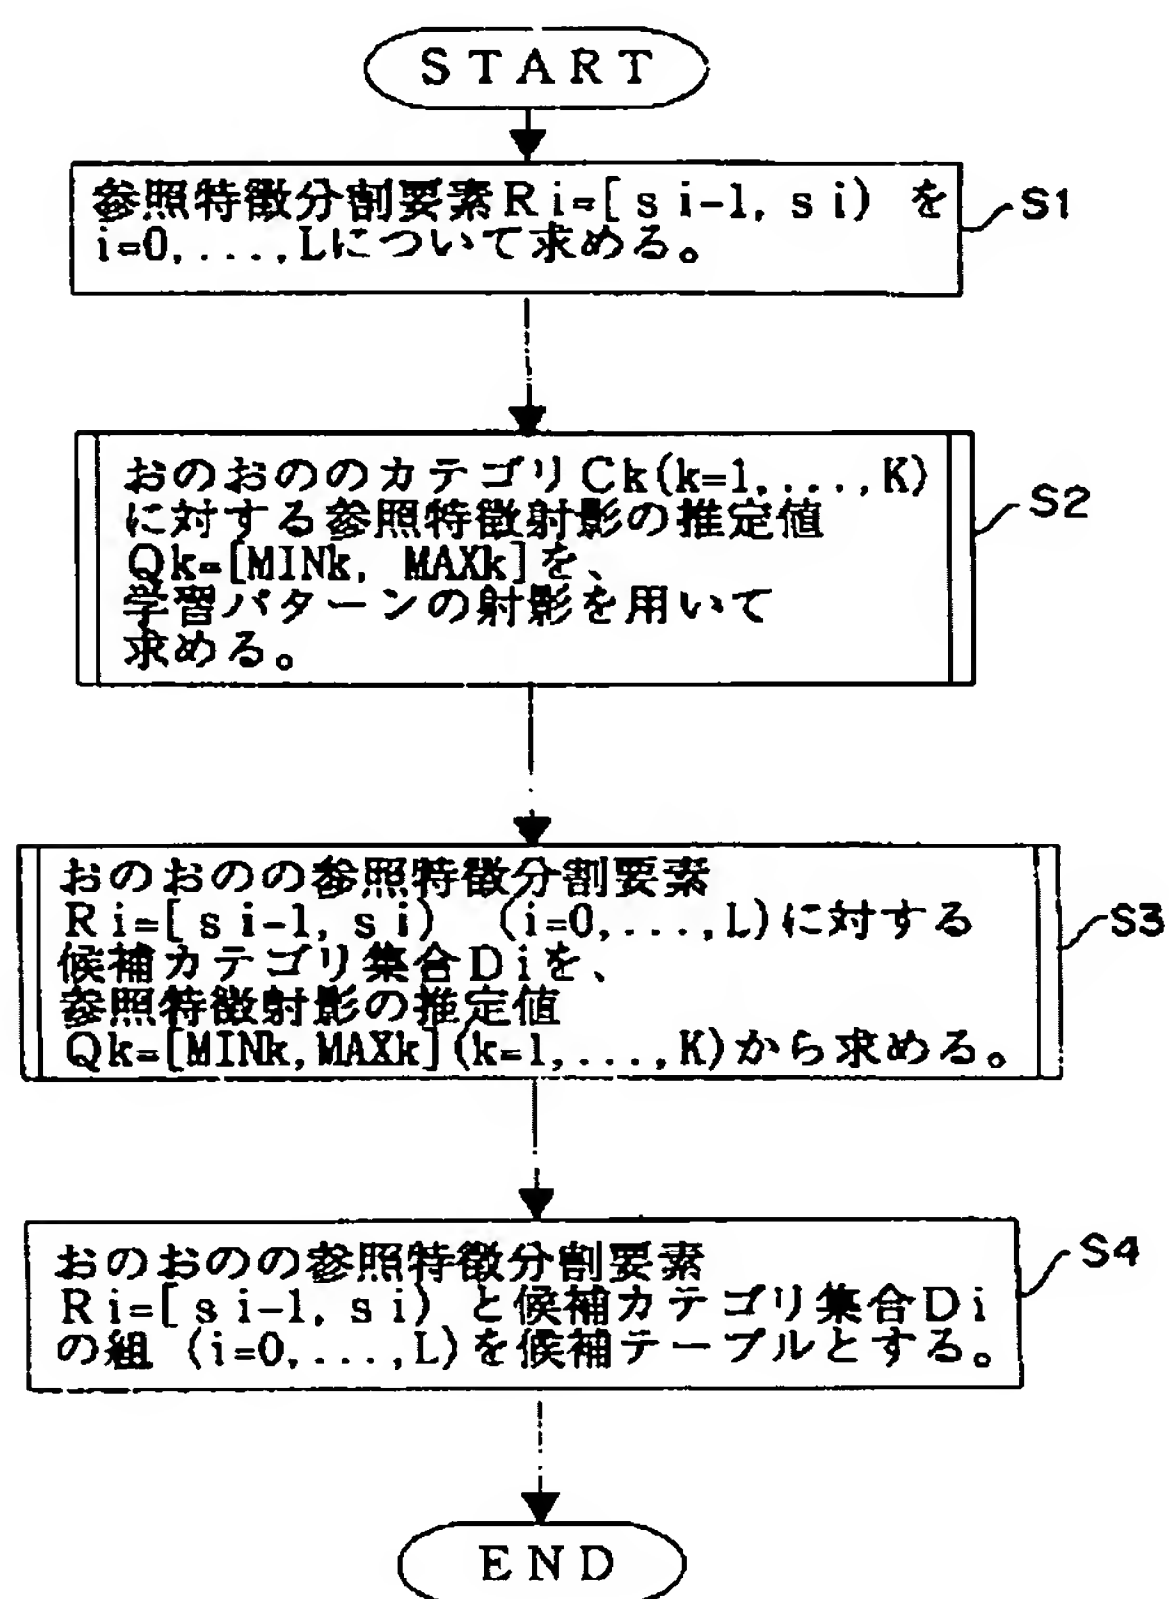 START
参照特徴分割要素Ri=[si-1, si) を
i=0,....,Lについて求める。
S1
おのおののカテゴリCk(k=1,....,K)
に対する参照特徴射影の推定値
Qk=[MINk, MAXk]を、
学習パターンの射影を用いて
求める。
S2
おのおのの参照特徴分割要素
Ri=[si-1, si) (i=0,...,L)に対する
候補カテゴリ集合Diを、
参照特徴射影の推定値
Qk=[MINk,MAXk](k=1,...,K)から求める。
S3
おのおのの参照特徴分割要素
Ri=[si-1, si) と候補カテゴリ集合Di
の組 (i=0,....,L)を候補テーブルとする。
S4
END